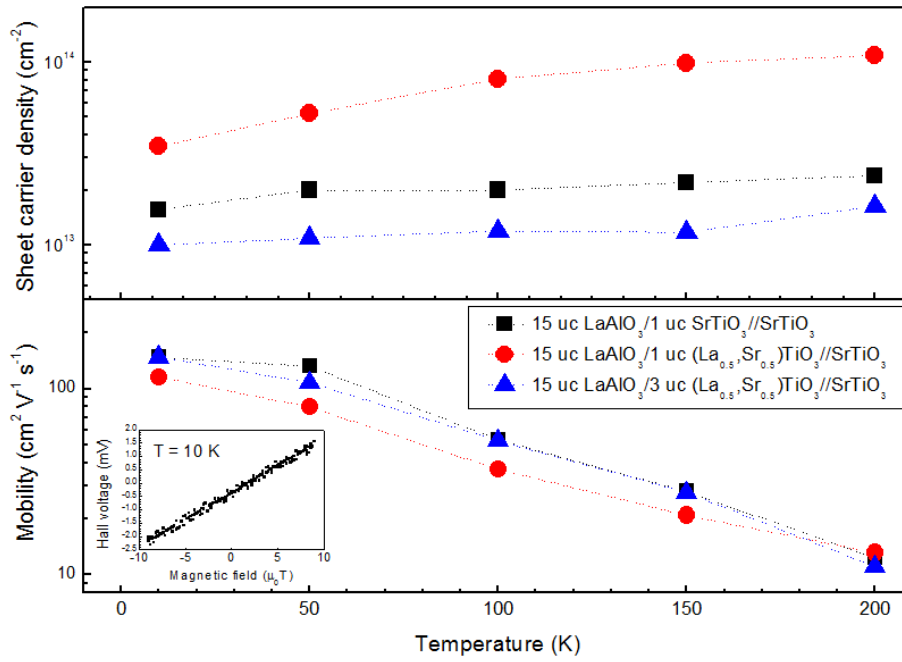 Sheet carrier density (cm⁻²)
10¹⁴
10¹³
Mobility (cm² V⁻¹ s⁻¹)
100
10
15 uc LaAlO₃/1 uc SrTiO₃//SrTiO₃
15 uc LaAlO₃/1 uc (La₀.₅,Sr₀.₅)TiO₃//SrTiO₃
15 uc LaAlO₃/3 uc (La₀.₅,Sr₀.₅)TiO₃//SrTiO₃
T = 10 K
Hall voltage (mV)
2.0
1.5
1.0
0.5
0.0
-0.5
-1.0
-1.5
-2.0
-2.5
-10 -5 0 5 10
Magnetic field (μ₀T)
0 50 100 150 200
Temperature (K)